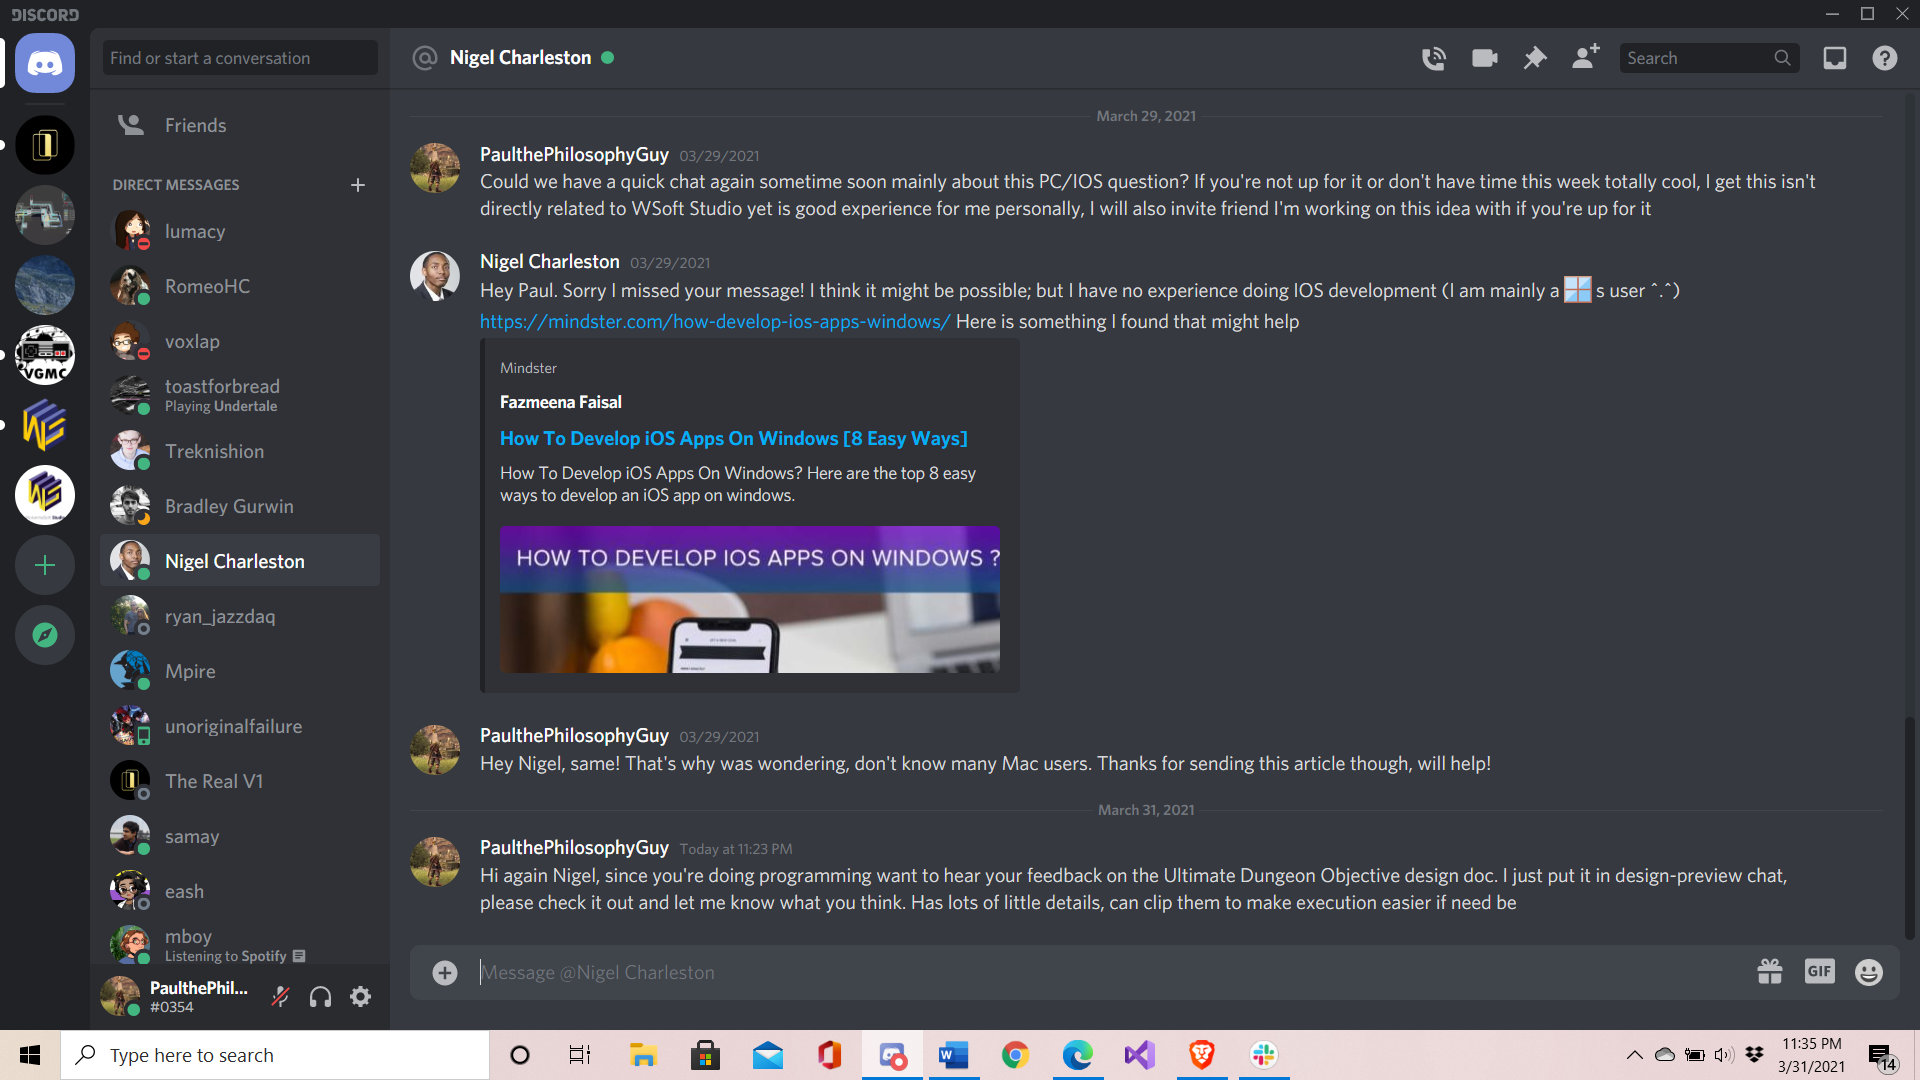 DISCORD
Find or start a conversation
Nigel Charleston
Search
Friends
DIRECT MESSAGES
lumacy
RomeoHC
voxlap
toastforbread
Playing Undertale
Treknishion
Bradley Gurwin
Nigel Charleston
ryan_jazzdaq
Mpire
unoriginalfailure
The Real V1
samay
eash
mboy
Listening to Spotify
PaulthePhil...
#0354
VGMC
March 29, 2021
PaulthePhilosophyGuy 03/29/2021
Could we have a quick chat again sometime soon mainly about this PC/IOS question? If you're not up for it or don't have time this week totally cool, I get this isn't
directly related to WSoft Studio yet is good experience for me personally, I will also invite friend I'm working on this idea with if you're up for it
Nigel Charleston 03/29/2021
Hey Paul. Sorry I missed your message! I think it might be possible; but I have no experience doing IOS development (I am mainly a s user ^.^)
https://mindster.com/how-develop-ios-apps-windows/ Here is something I found that might help
Mindster
Fazmeena Faisal
How To Develop iOS Apps On Windows [8 Easy Ways]
How To Develop iOS Apps On Windows? Here are the top 8 easy
ways to develop an iOS app on windows.
HOW TO DEVELOP IOS APPS ON WINDOWS ?
PaulthePhilosophyGuy 03/29/2021
Hey Nigel, same! That's why was wondering, don't know many Mac users. Thanks for sending this article though, will help!
March 31, 2021
PaulthePhilosophyGuy Today at 11:23 PM
Hi again Nigel, since you're doing programming want to hear your feedback on the Ultimate Dungeon Objective design doc. I just put it in design-preview chat,
please check it out and let me know what you think. Has lots of little details, can clip them to make execution easier if need be
Message @Nigel Charleston
GIF
Type here to search
11:35 PM
3/31/2021
14